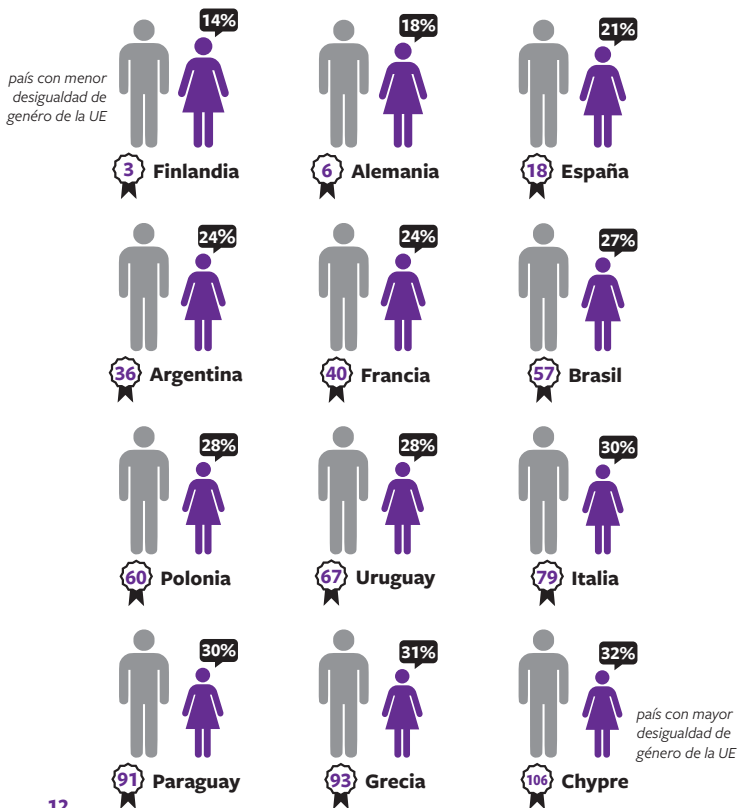 14%
18%
21%
país con menor
desigualdad de
genéro de la UE
3 Finlandia
6 Alemania
18 España
24%
24%
27%
36 Argentina
40 Francia
57 Brasil
28%
28%
30%
60 Polonia
67 Uruguay
79 Italia
30%
31%
32%
país con mayor
desigualdad de
género de la UE
91 Paraguay
93 Grecia
106 Chypre
12